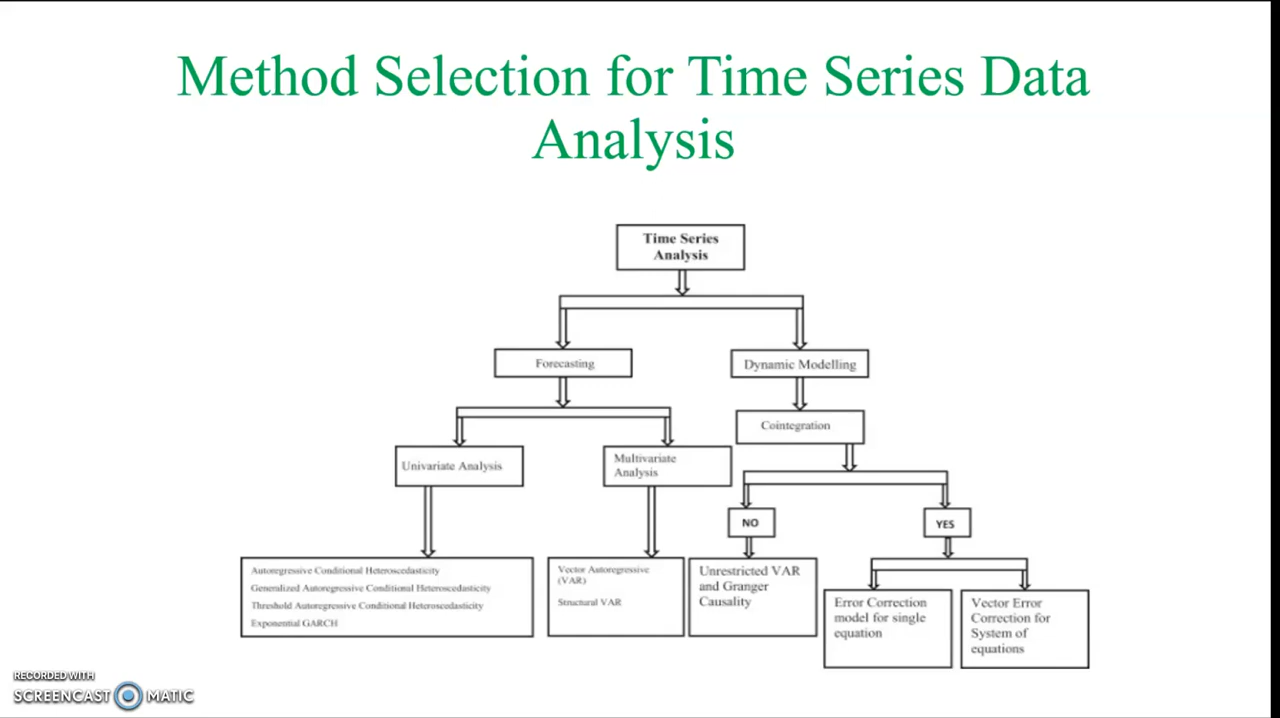 Method Selection for Time Series Data
Analysis
Time Series
Analysis
Forecasting
Dynamic Modelling
Cointegration
Univariate Analysis
Multivariate
Analysis
NO
YES
Autoregressive Conditional Heteroscedasticity
Generalized Autoregressive Conditional Heteroscedasticity
Threshold Autoregressive Conditional Heteroscedasticity
Exponential GARCH
Vector Autoregressive
(VAR)
Structural VAR
Unrestricted VAR
and Granger
Causality
Error Correction
model for single
equation
Vector Error
Correction for
System of
equations
RECORDED WITH
SCREENCAST MATIC